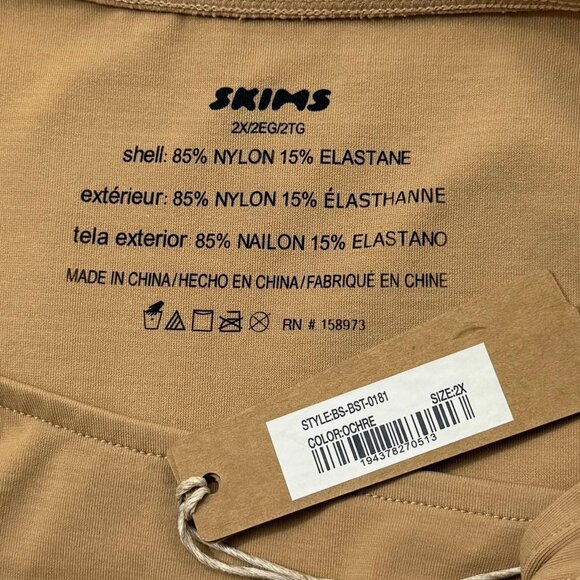 SKIMS
2X/2EG/2TG
shell: 85% NYLON 15% ELASTANE
extérieur: 85% NYLON 15% ÉLASTHANNE
tela exterior 85% NAILON 15% ELASTANO
MADE IN CHINA/HECHO EN CHINA/FABRIQUÉ EN CHINE
RN # 158973
STYLE:BS-BST-0181
COLOR:OCHRE SIZE:2X
194378270513